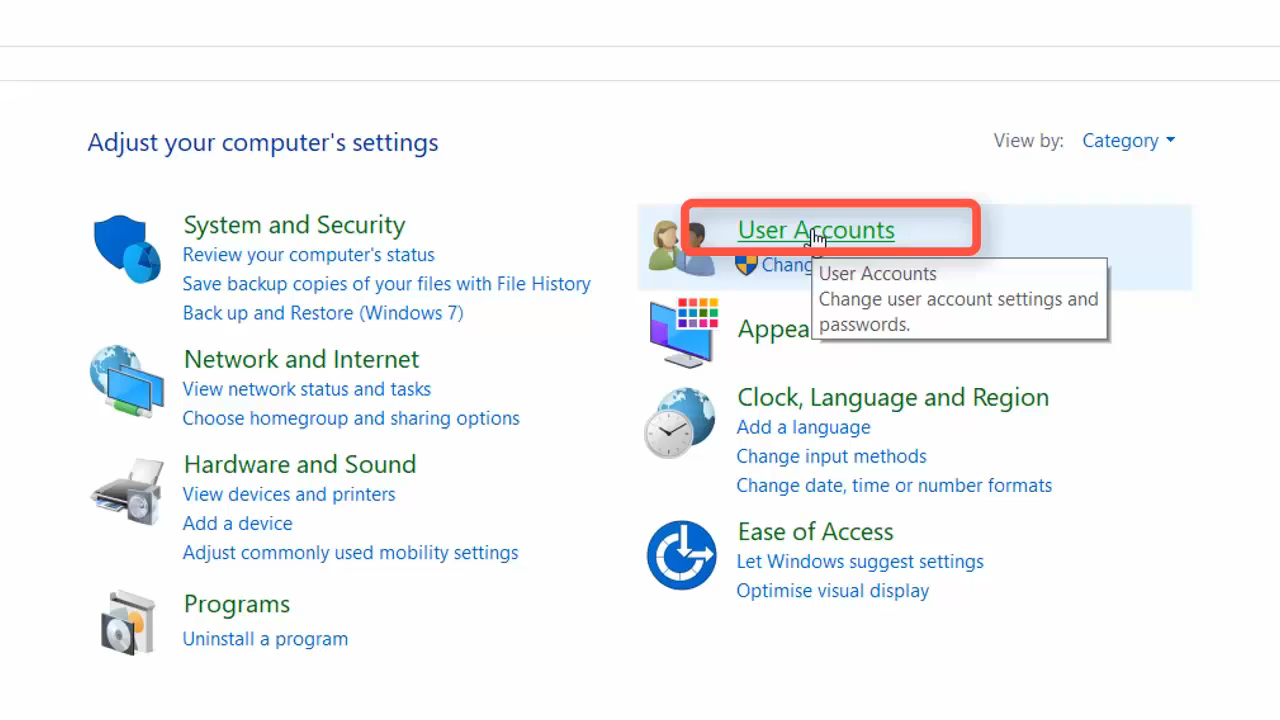 Adjust your computer's settings
View by: Category
System and Security
Review your computer's status
Save backup copies of your files with File History
Back up and Restore (Windows 7)
Network and Internet
View network status and tasks
Choose homegroup and sharing options
Hardware and Sound
View devices and printers
Add a device
Adjust commonly used mobility settings
Programs
Uninstall a program
User Accounts
User Accounts
Change user account settings and
passwords.
Clock, Language and Region
Add a language
Change input methods
Change date, time or number formats
Ease of Access
Let Windows suggest settings
Optimise visual display